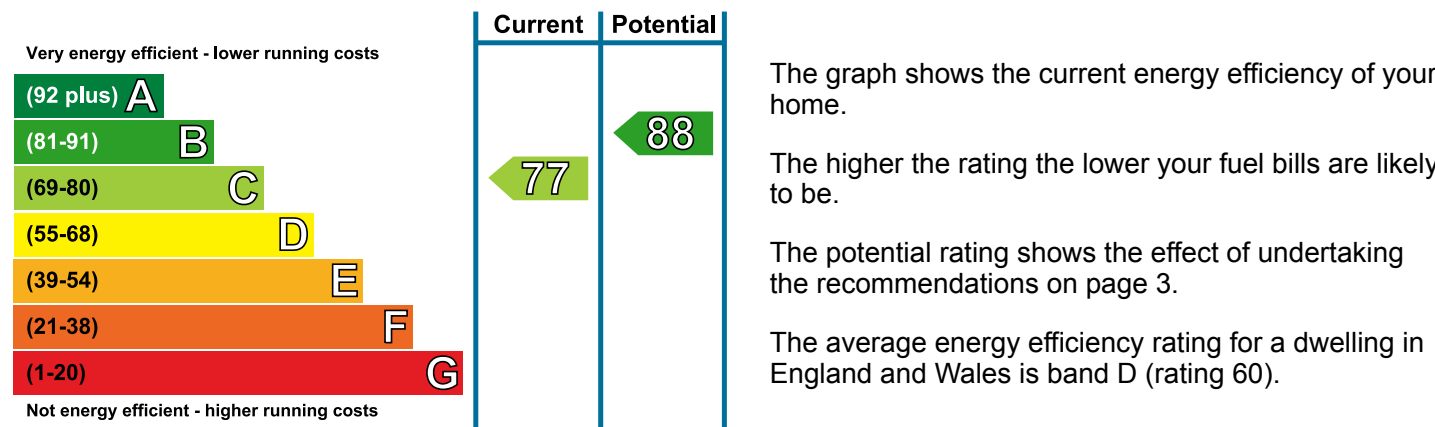 Current Potential
Very energy efficient - lower running costs
(92 plus) A
(81-91) B
(69-80) C
(55-68) D
(39-54) E
(21-38) F
(1-20) G
Not energy efficient - higher running costs
77
88
The graph shows the current energy efficiency of your
home.
The higher the rating the lower your fuel bills are likely
to be.
The potential rating shows the effect of undertaking
the recommendations on page 3.
The average energy efficiency rating for a dwelling in
England and Wales is band D (rating 60).